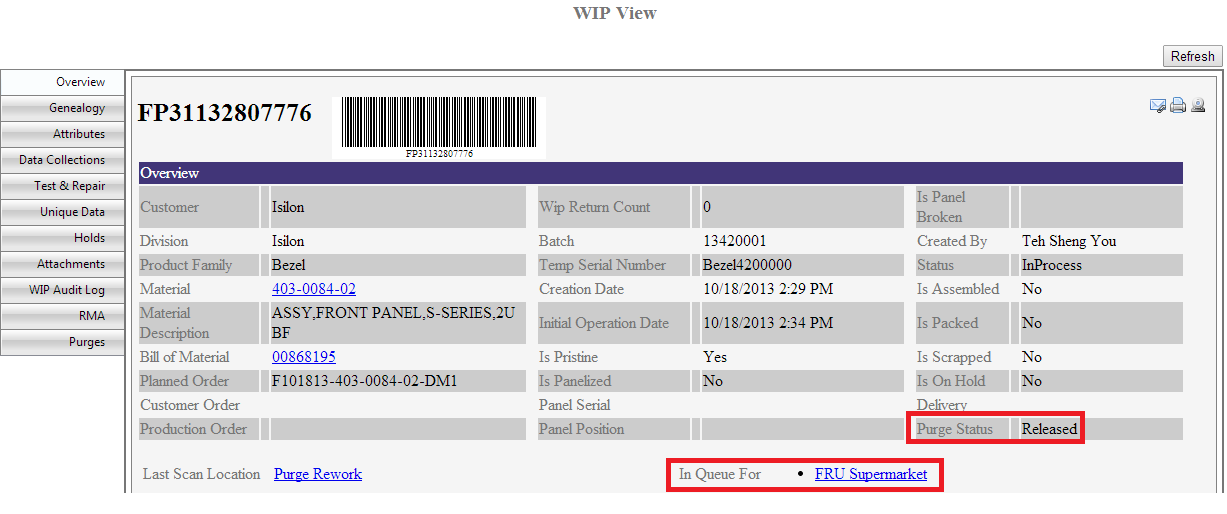 WIP View
Refresh
Overview
Genealogy
Attributes
Data Collections
Test & Repair
Unique Data
Holds
Attachments
WIP Audit Log
RMA
Purges
FP31132807776
FP31132807776
Overview
Customer Isilon Wip Return Count 0 Is Panel
Broken
Division Isilon Batch 13420001 Created By Teh Sheng You
Product Family Bezel Temp Serial Number Bezel4200000 Status InProcess
Material 403-0084-02 Creation Date 10/18/2013 2:29 PM Is Assembled No
Material
Description ASSY,FRONT PANEL,S-SERIES,2U
BF Initial Operation Date 10/18/2013 2:34 PM Is Packed No
Bill of Material 00868195 Is Pristine Yes Is Scrapped No
Planned Order F101813-403-0084-02-DM1 Is Panelized No Is On Hold No
Customer Order Panel Serial Delivery
Production Order Panel Position Purge Status Released
Last Scan Location Purge Rework In Queue For • FRU Supermarket